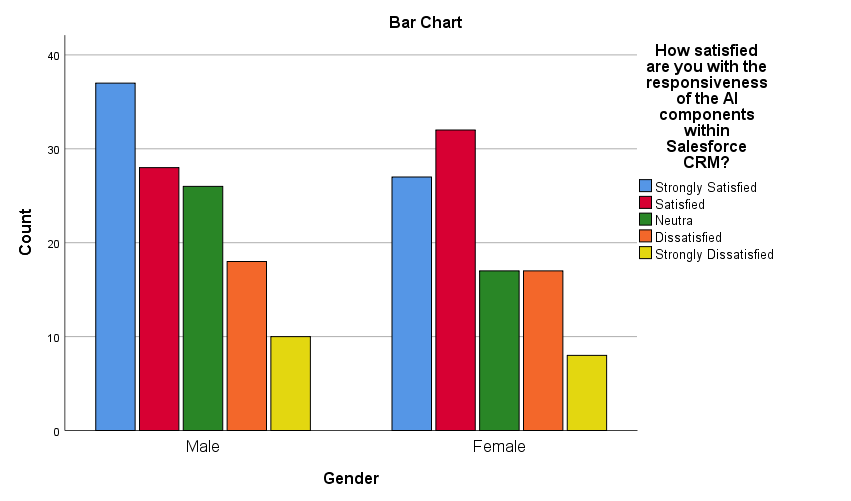 Bar Chart
How satisfied
are you with the
responsiveness
of the AI
components
within
Salesforce
CRM?
Strongly Satisfied
Satisfied
Neutra
Dissatisfied
Strongly Dissatisfied
Count
40
30
20
10
0
Male
Female
Gender